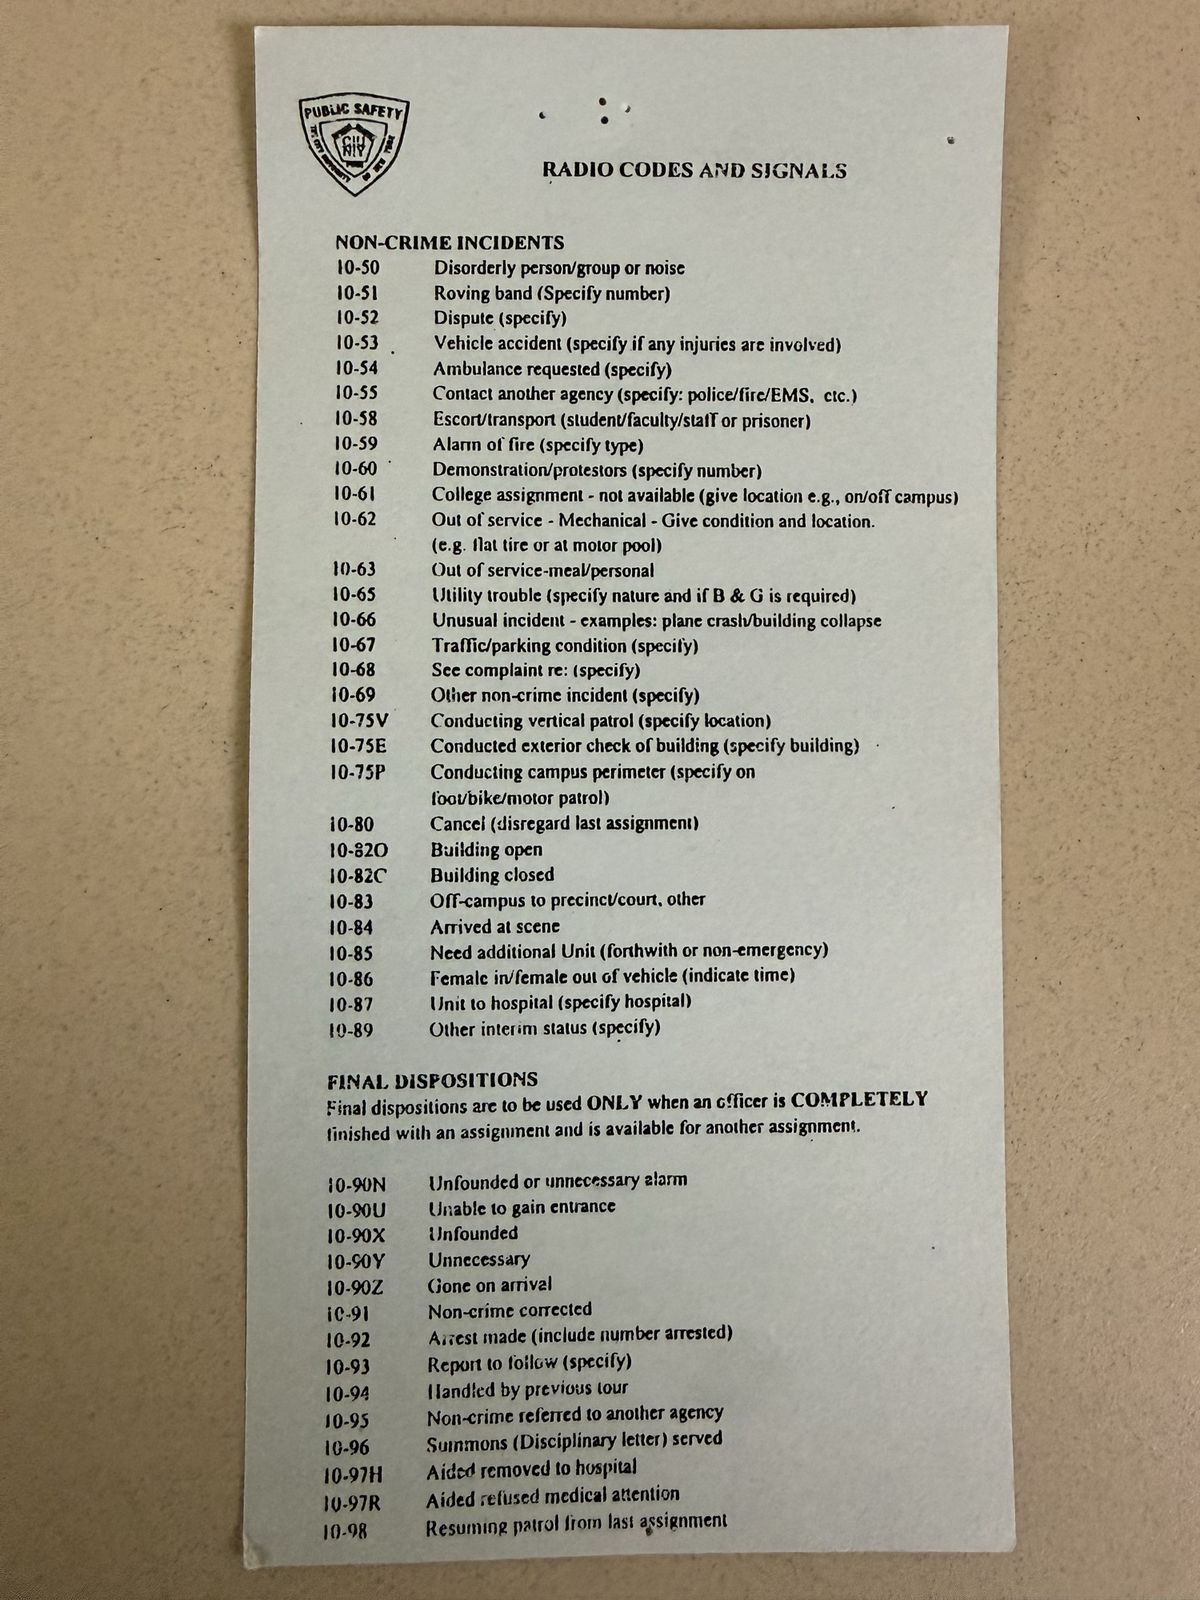 PUBLIC SAFETY
THE CITY UNIVERSITY OF NEW YORK
CUNY
RADIO CODES AND SIGNALS
NON-CRIME INCIDENTS
10-50 Disorderly person/group or noise
10-51 Roving band (Specify number)
10-52 Dispute (specify)
10-53 Vehicle accident (specify if any injuries are involved)
10-54 Ambulance requested (specify)
10-55 Contact another agency (specify: police/fire/EMS, etc.)
10-58 Escort/transport (student/faculty/staff or prisoner)
10-59 Alarm of fire (specify type)
10-60 Demonstration/protestors (specify number)
10-61 College assignment - not available (give location e.g., on/off campus)
10-62 Out of service - Mechanical - Give condition and location.
(e.g. flat tire or at motor pool)
10-63 Out of service-meal/personal
10-65 Utility trouble (specify nature and if B & G is required)
10-66 Unusual incident - examples: plane crash/building collapse
10-67 Traffic/parking condition (specify)
10-68 See complaint re: (specify)
10-69 Other non-crime incident (specify)
10-75V Conducting vertical patrol (specify location)
10-75E Conducted exterior check of building (specify building)
10-75P Conducting campus perimeter (specify on
foot/bike/motor patrol)
10-80 Cancel (disregard last assignment)
10-82O Building open
10-82C Building closed
10-83 Off-campus to precinct/court, other
10-84 Arrived at scene
10-85 Need additional Unit (forthwith or non-emergency)
10-86 Female in/female out of vehicle (indicate time)
10-87 Unit to hospital (specify hospital)
10-89 Other interim status (specify)
FINAL DISPOSITIONS
Final dispositions are to be used ONLY when an officer is COMPLETELY
finished with an assignment and is available for another assignment.
10-90N Unfounded or unnecessary alarm
10-90U Unable to gain entrance
10-90X Unfounded
10-90Y Unnecessary
10-90Z Gone on arrival
10-91 Non-crime corrected
10-92 Arrest made (include number arrested)
10-93 Report to follow (specify)
10-94 Handled by previous tour
10-95 Non-crime referred to another agency
10-96 Summons (Disciplinary letter) served
10-97H Aided removed to hospital
10-97R Aided refused medical attention
10-98 Resuming patrol from last assignment